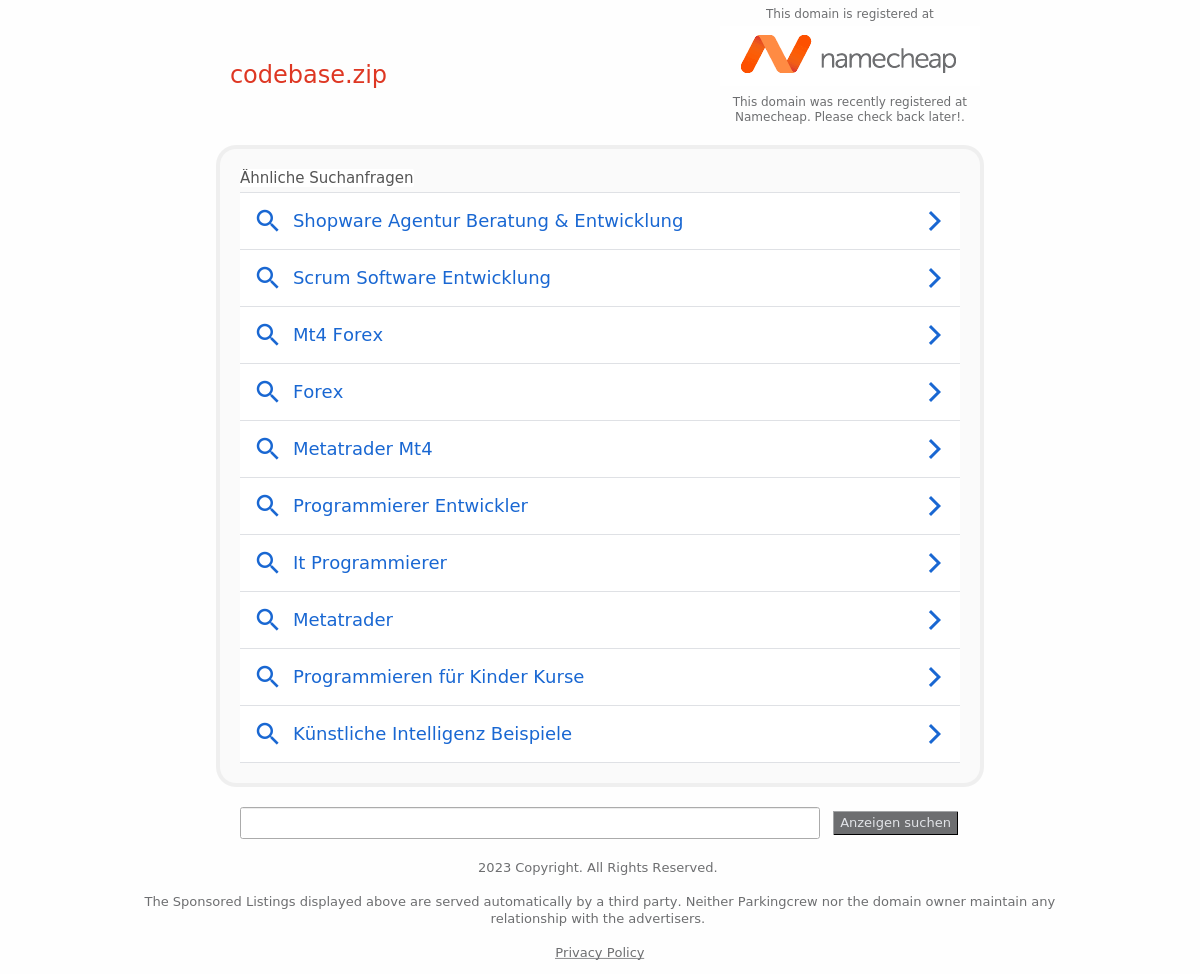 This domain is registered at
namecheap
codebase.zip
This domain was recently registered at
Namecheap. Please check back later!.
Ähnliche Suchanfragen
Shopware Agentur Beratung & Entwicklung
Scrum Software Entwicklung
Mt4 Forex
Forex
Metatrader Mt4
Programmierer Entwickler
It Programmierer
Metatrader
Programmieren für Kinder Kurse
Künstliche Intelligenz Beispiele
Anzeigen suchen
2023 Copyright. All Rights Reserved.
The Sponsored Listings displayed above are served automatically by a third party. Neither Parkingcrew nor the domain owner maintain any
relationship with the advertisers.
Privacy Policy